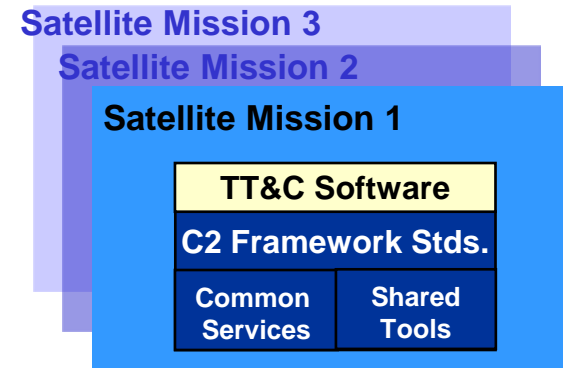 Satellite Mission 3
Satellite Mission 2
Satellite Mission 1
TT&C Software
C2 Framework Stds.
Common
Services
Shared
Tools